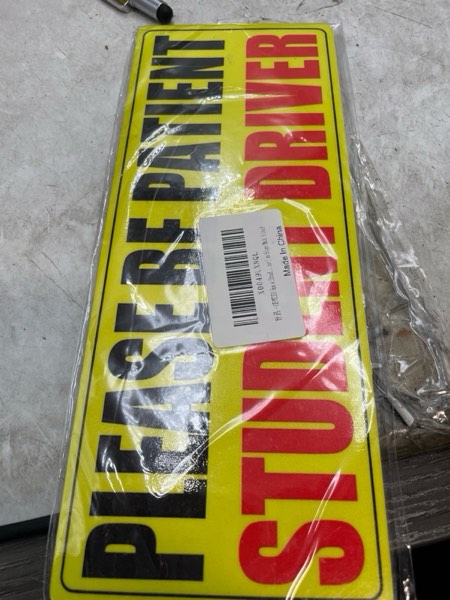 PLEASE BE PATIENT
STUDENT DRIVER
Made In China